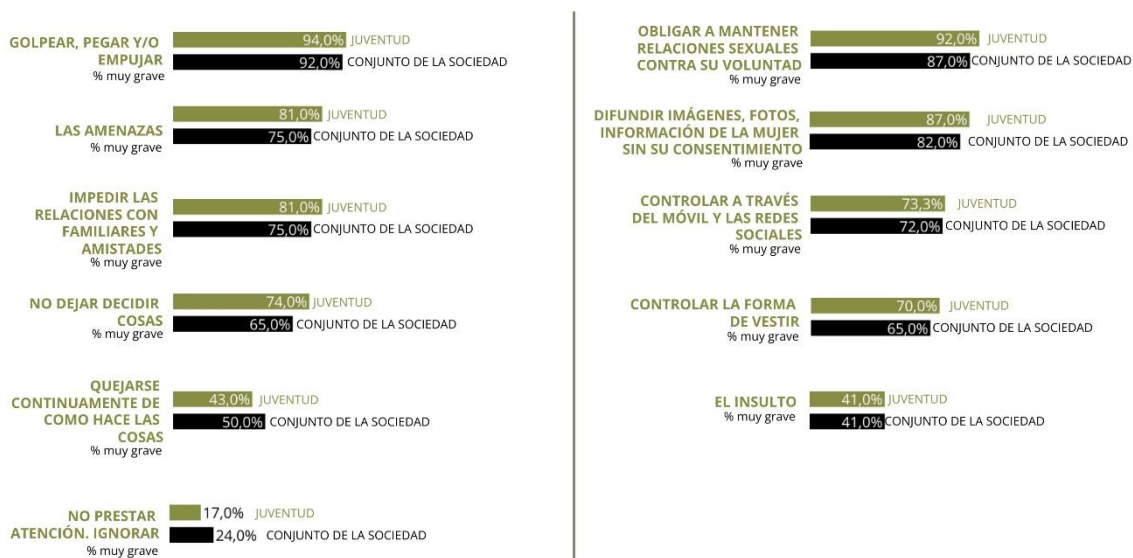 GOLPEAR, PEGAR Y/O
EMPUJAR
% muy grave
94,0% JUVENTUD
92,0% CONJUNTO DE LA SOCIEDAD
LAS AMENAZAS
% muy grave
81,0% JUVENTUD
75,0% CONJUNTO DE LA SOCIEDAD
IMPEDIR LAS
RELACIONES CON
FAMILIARES Y
AMISTADES
% muy grave
81,0% JUVENTUD
75,0% CONJUNTO DE LA SOCIEDAD
NO DEJAR DECIDIR
COSAS
% muy grave
74,0% JUVENTUD
65,0% CONJUNTO DE LA SOCIEDAD
QUEJARSE
CONTINUAMENTE DE
COMO HACE LAS
COSAS
% muy grave
43,0% JUVENTUD
50,0% CONJUNTO DE LA SOCIEDAD
NO PRESTAR
ATENCIÓN. IGNORAR
% muy grave
17,0% JUVENTUD
24,0% CONJUNTO DE LA SOCIEDAD
OBLIGAR A MANTENER
RELACIONES SEXUALES
CONTRA SU VOLUNTAD
% muy grave
92,0% JUVENTUD
87,0% CONJUNTO DE LA SOCIEDAD
DIFUNDIR IMÁGENES, FOTOS,
INFORMACIÓN DE LA MUJER
SIN SU CONSENTIMIENTO
% muy grave
87,0% JUVENTUD
82,0% CONJUNTO DE LA SOCIEDAD
CONTROLAR A TRAVÉS
DEL MÓVIL Y LAS REDES
SOCIALES
% muy grave
73,3% JUVENTUD
72,0% CONJUNTO DE LA SOCIEDAD
CONTROLAR LA FORMA
DE VESTIR
% muy grave
70,0% JUVENTUD
65,0% CONJUNTO DE LA SOCIEDAD
EL INSULTO
% muy grave
41,0% JUVENTUD
41,0% CONJUNTO DE LA SOCIEDAD